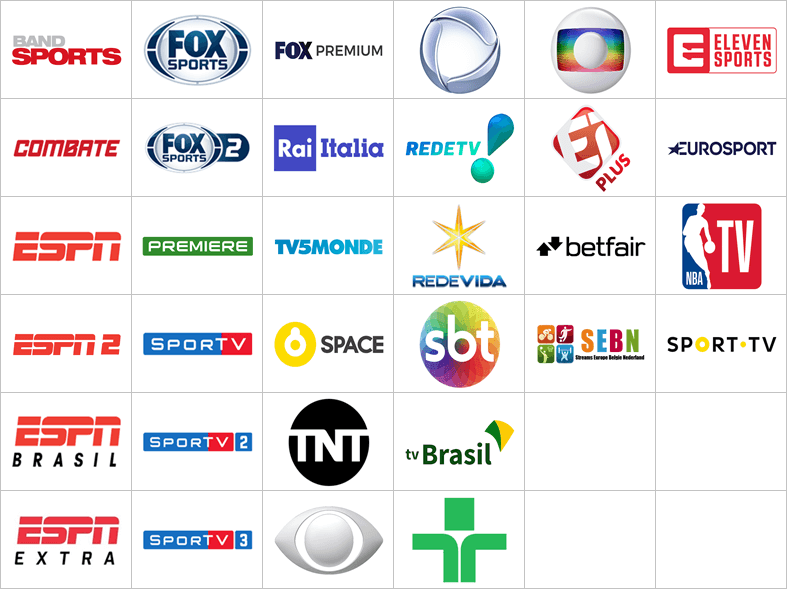 BAND
SPORTS
FOX
SPORTS
FOX PREMIUM
ELEVEN
SPORTS
COMBATE
FOX
SPORTS 2
Rai Italia
REDETV
PLUS
EUROSPORT
ESPN
PREMIERE
TV5MONDE
REDEVIDA
betfair
NBA TV
ESPN 2
SPORTV
SPACE
sbt
SEBN
Streams Europe Belgie Nederland
SPORT•TV
ESPN
BRASIL
SPORTV 2
TNT
tv Brasil
ESPN
EXTRA
SPORTV 3